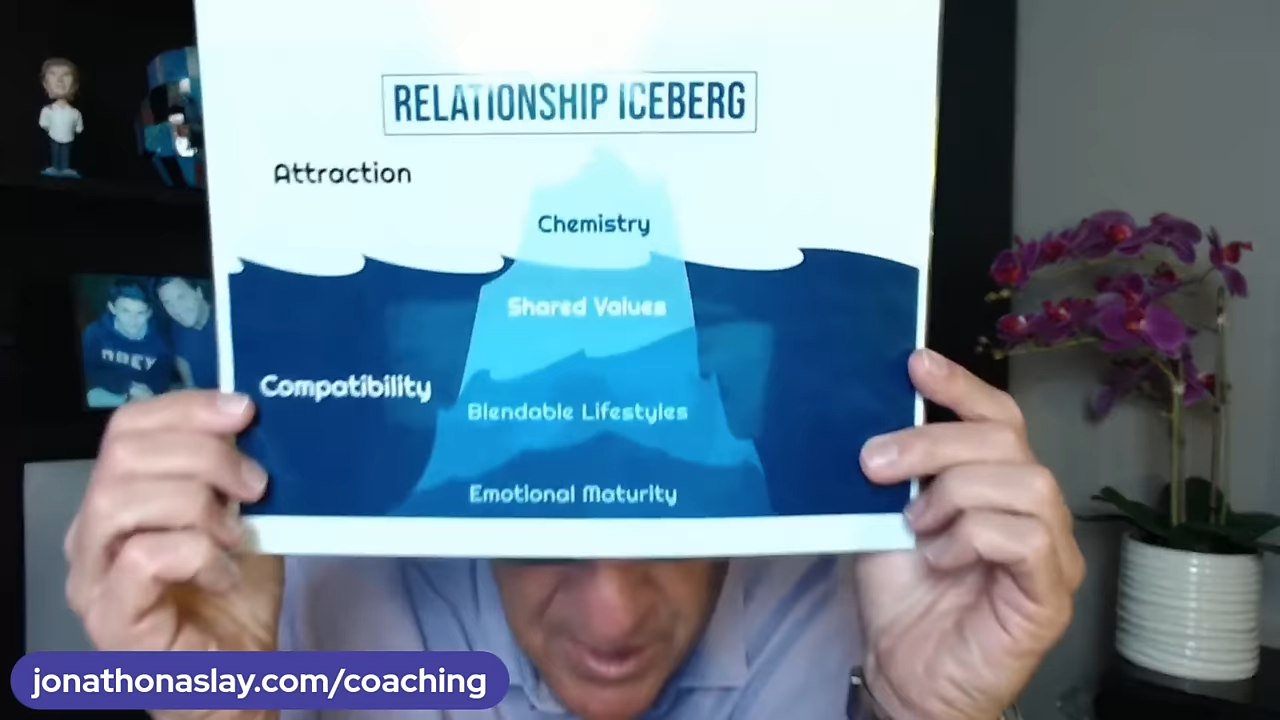 RELATIONSHIP ICEBERG
Attraction
Chemistry
Shared Values
Compatibility
Blendable Lifestyles
Emotional Maturity
OBEY
jonathonaslay.com/coaching